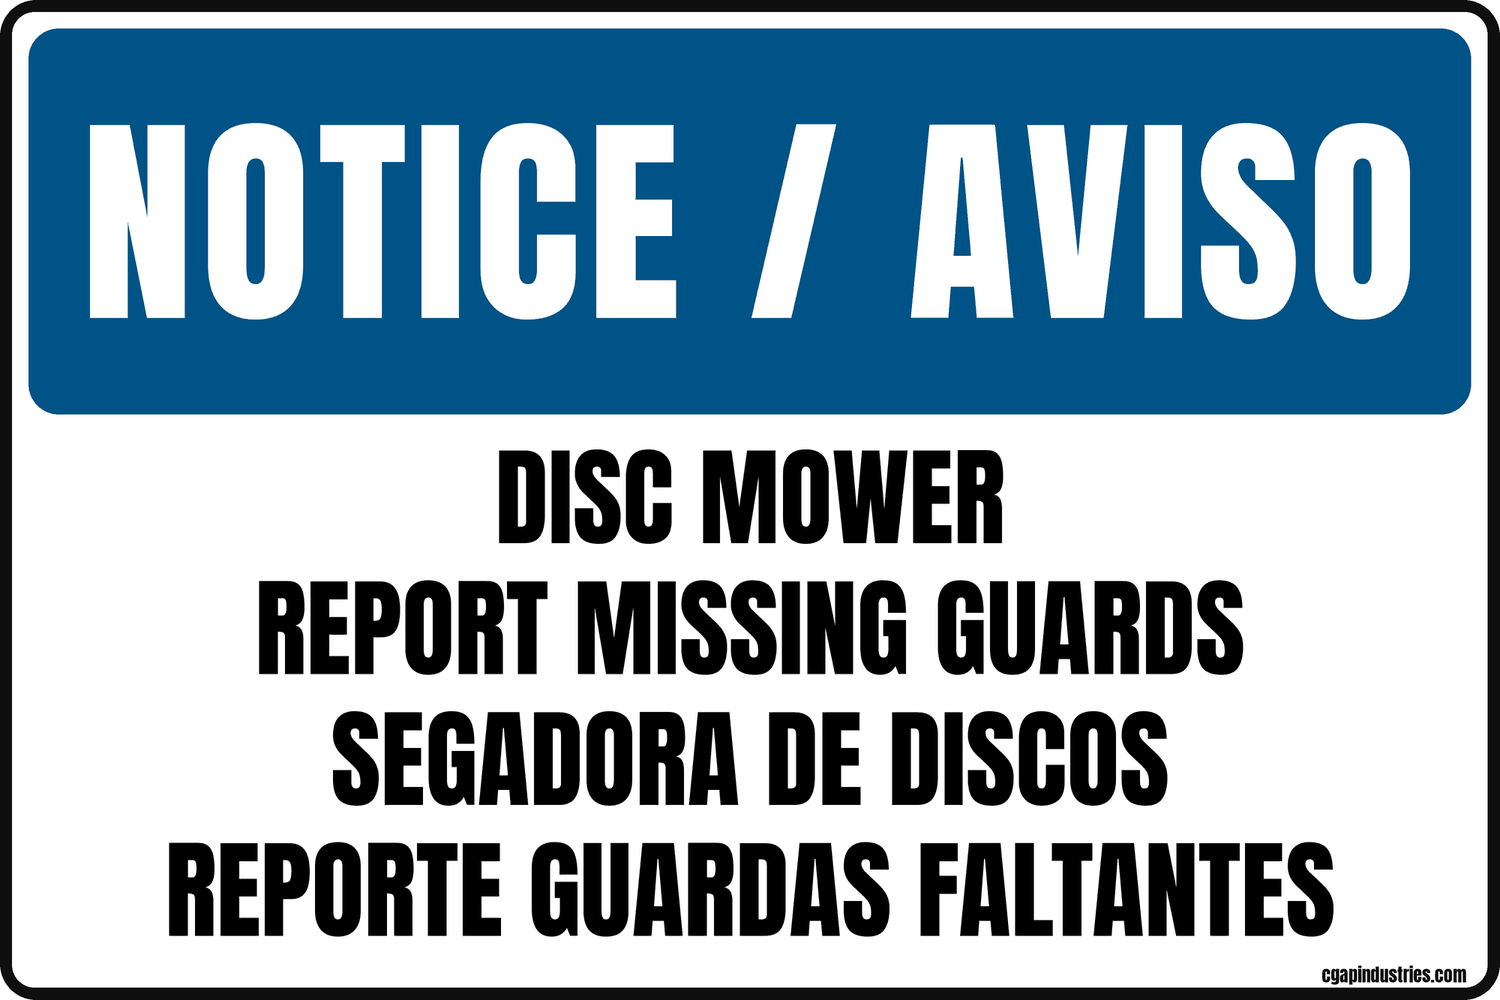 NOTICE / AVISO
DISC MOWER
REPORT MISSING GUARDS
SEGADORA DE DISCOS
REPORTE GUARDAS FALTANTES
cgapindustries.com